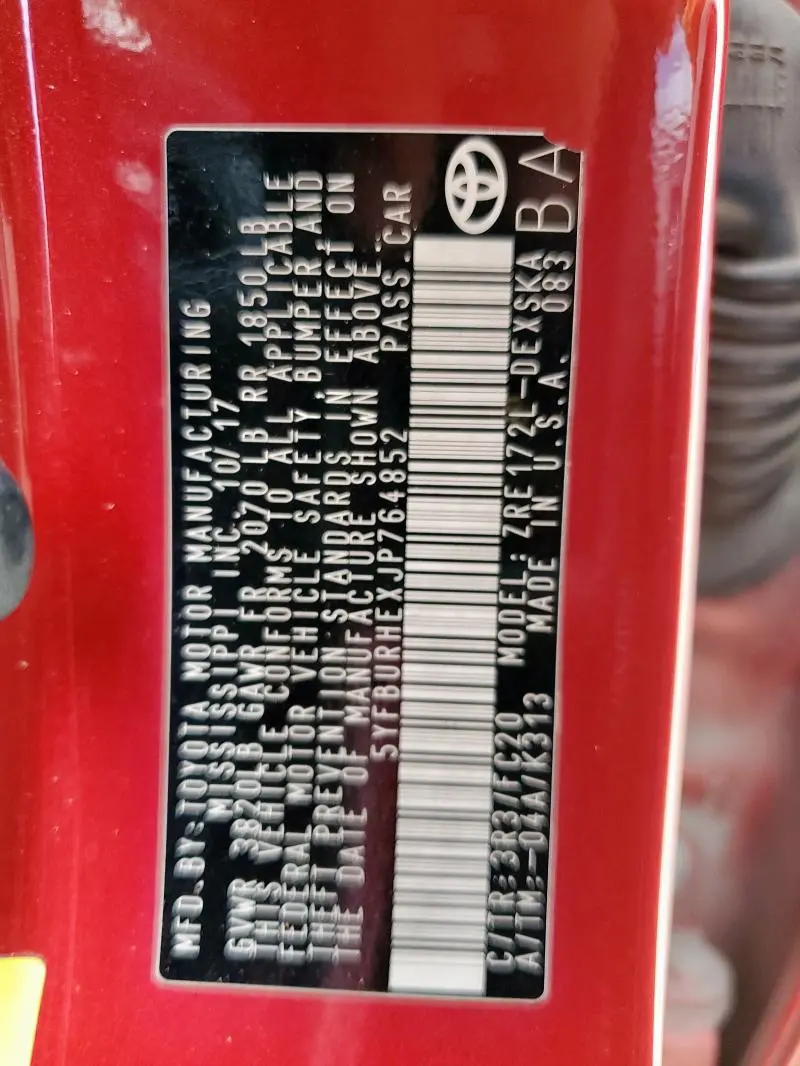 MFD.BY:TOYOTA MOTOR MANUFACTURING
MISSISSIPPI INC. 10/17
GVWR 3820LB GAWR FR 2070 LB RR 1850 LB
THIS VEHICLE CONFORMS TO ALL APPLICABLE
FEDERAL MOTOR VEHICLE SAFETY, BUMPER AND
THEFT PREVENTION STANDARDS IN EFFECT ON
THE DATE OF MANUFACTURE SHOWN ABOVE.
5YFBURHEXJP764852 PASS.CAR
C/TR:3R3/FC20 MODEL:ZRE172L-DEXSKA
A/TM:-04A/K313 MADE IN U.S.A. 083
BA